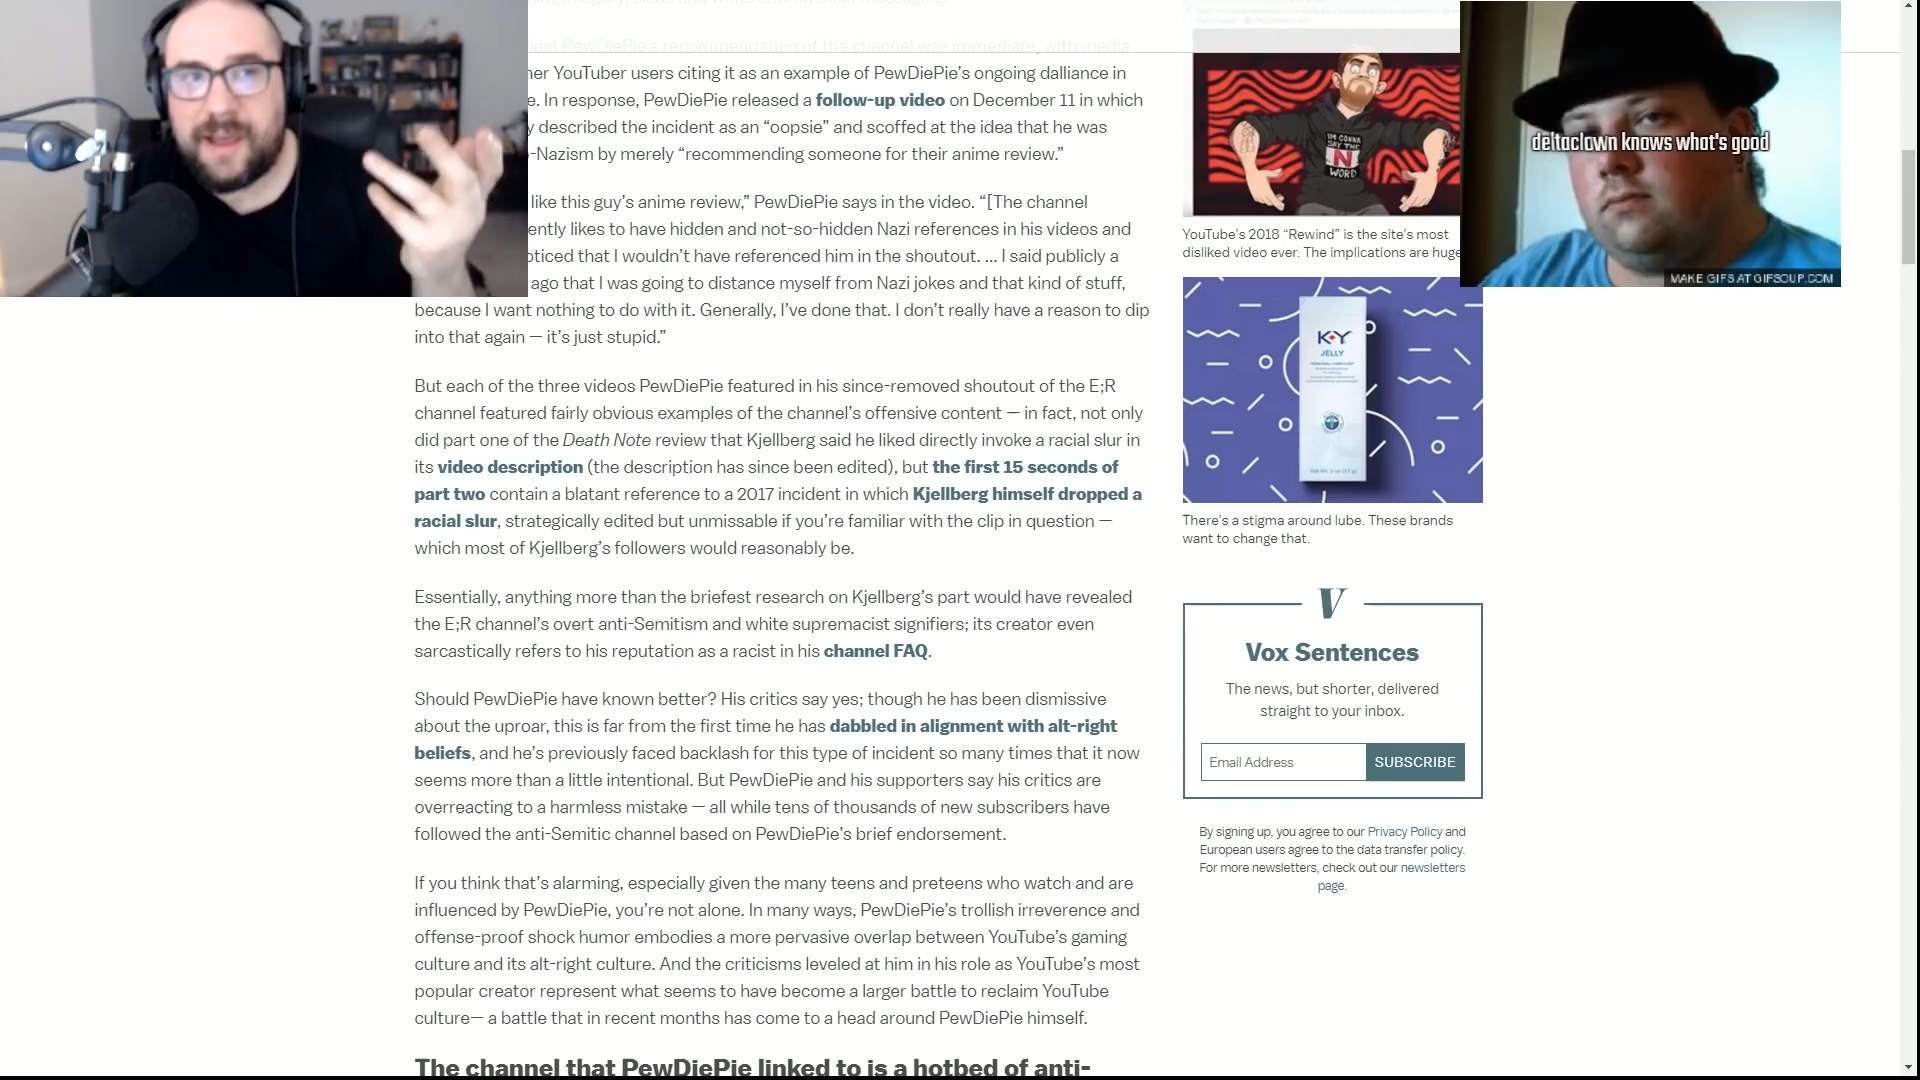 inst PewDiePie's recommendation of the channel was immediate, with media
er YouTuber users citing it as an example of PewDiePie's ongoing dalliance in
e. In response, PewDiePie released a follow-up video on December 11 in which
y described the incident as an “oopsie” and scoffed at the idea that he was
-Nazism by merely “recommending someone for their anime review.”
like this guy's anime review,” PewDiePie says in the video. “[The channel
ently likes to have hidden and not-so-hidden Nazi references in his videos and
oticed that I wouldn't have referenced him in the shoutout. ... I said publicly a
ago that I was going to distance myself from Nazi jokes and that kind of stuff,
because I want nothing to do with it. Generally, I've done that. I don't really have a reason to dip
into that again — it's just stupid.”
But each of the three videos PewDiePie featured in his since-removed shoutout of the E;R
channel featured fairly obvious examples of the channel's offensive content — in fact, not only
did part one of the Death Note review that Kjellberg said he liked directly invoke a racial slur in
its video description (the description has since been edited), but the first 15 seconds of
part two contain a blatant reference to a 2017 incident in which Kjellberg himself dropped a
racial slur, strategically edited but unmissable if you're familiar with the clip in question —
which most of Kjellberg's followers would reasonably be.
Essentially, anything more than the briefest research on Kjellberg's part would have revealed
the E;R channel's overt anti-Semitism and white supremacist signifiers; its creator even
sarcastically refers to his reputation as a racist in his channel FAQ.
Should PewDiePie have known better? His critics say yes; though he has been dismissive
about the uproar, this is far from the first time he has dabbled in alignment with alt-right
beliefs, and he's previously faced backlash for this type of incident so many times that it now
seems more than a little intentional. But PewDiePie and his supporters say his critics are
overreacting to a harmless mistake — all while tens of thousands of new subscribers have
followed the anti-Semitic channel based on PewDiePie's brief endorsement.
If you think that's alarming, especially given the many teens and preteens who watch and are
influenced by PewDiePie, you're not alone. In many ways, PewDiePie's trollish irreverence and
offense-proof shock humor embodies a more pervasive overlap between YouTube's gaming
culture and its alt-right culture. And the criticisms leveled at him in his role as YouTube's most
popular creator represent what seems to have become a larger battle to reclaim YouTube
culture— a battle that in recent months has come to a head around PewDiePie himself.
The channel that PewDiePie linked to is a hotbed of anti-
IM GONNA
SAY THE
N
WORD
YouTube's 2018 “Rewind” is the site's most
disliked video ever. The implications are huge
deltaclown knows what's good
MAKE GIFS AT GIFSOUP.COM
K-Y
JELLY
There's a stigma around lube. These brands
want to change that.
V
Vox Sentences
The news, but shorter, delivered
straight to your inbox.
Email Address
SUBSCRIBE
By signing up, you agree to our Privacy Policy and
European users agree to the data transfer policy.
For more newsletters, check out our newsletters
page.